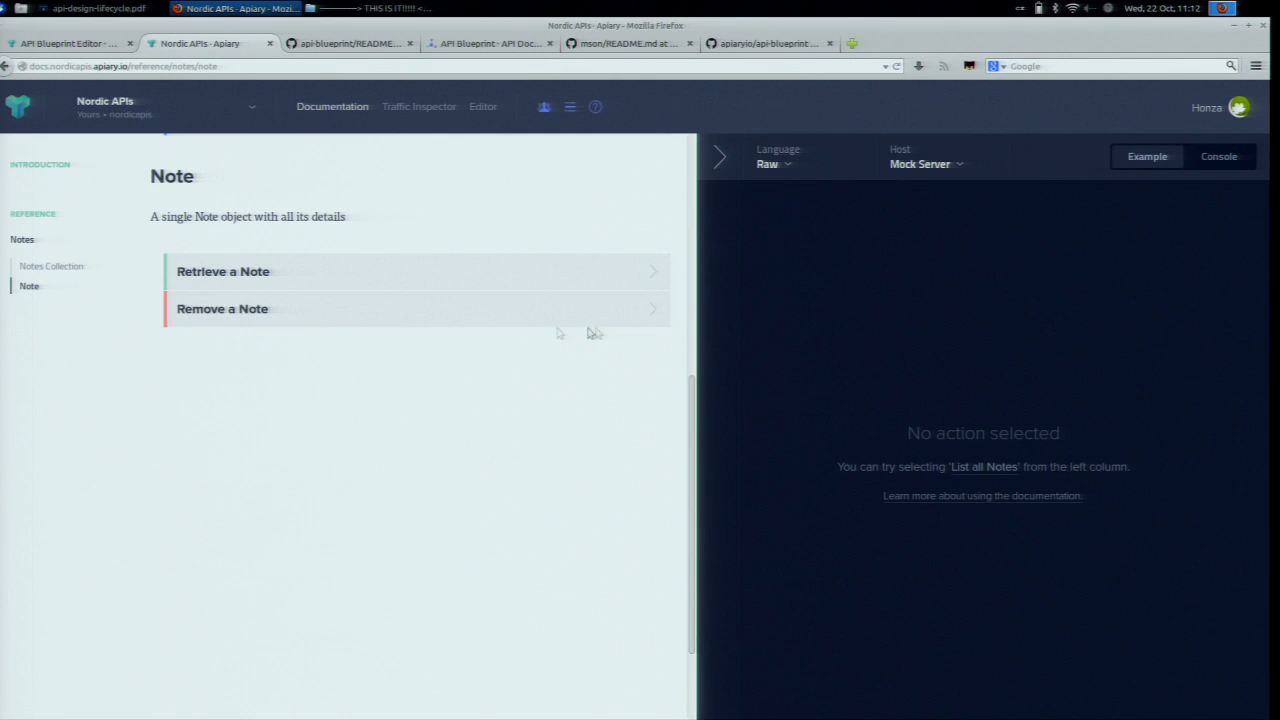 api-design-lifecycle.pdf
Nordic APIs - Apiary - Mozi...
———–> THIS IS IT!!!!! <...
Wed, 22 Oct, 11:12
Nordic APIs - Apiary - Mozilla Firefox
API Blueprint Editor - ...
Nordic APIs - Apiary
api-blueprint/README....
API Blueprint - API Doc...
mson/README.md at ...
apiaryio/api-blueprint ...
docs.nordicapis.apiary.io/reference/notes/note
Google
Nordic APIs
Yours • nordicapis
Documentation
Traffic Inspector
Editor
Honza
INTRODUCTION
REFERENCE
Notes
Notes Collection
Note
Note
A single Note object with all its details
Retrieve a Note
Remove a Note
Language
Raw
Host
Mock Server
Example
Console
No action selected
You can try selecting 'List all Notes' from the left column.
Learn more about using the documentation.